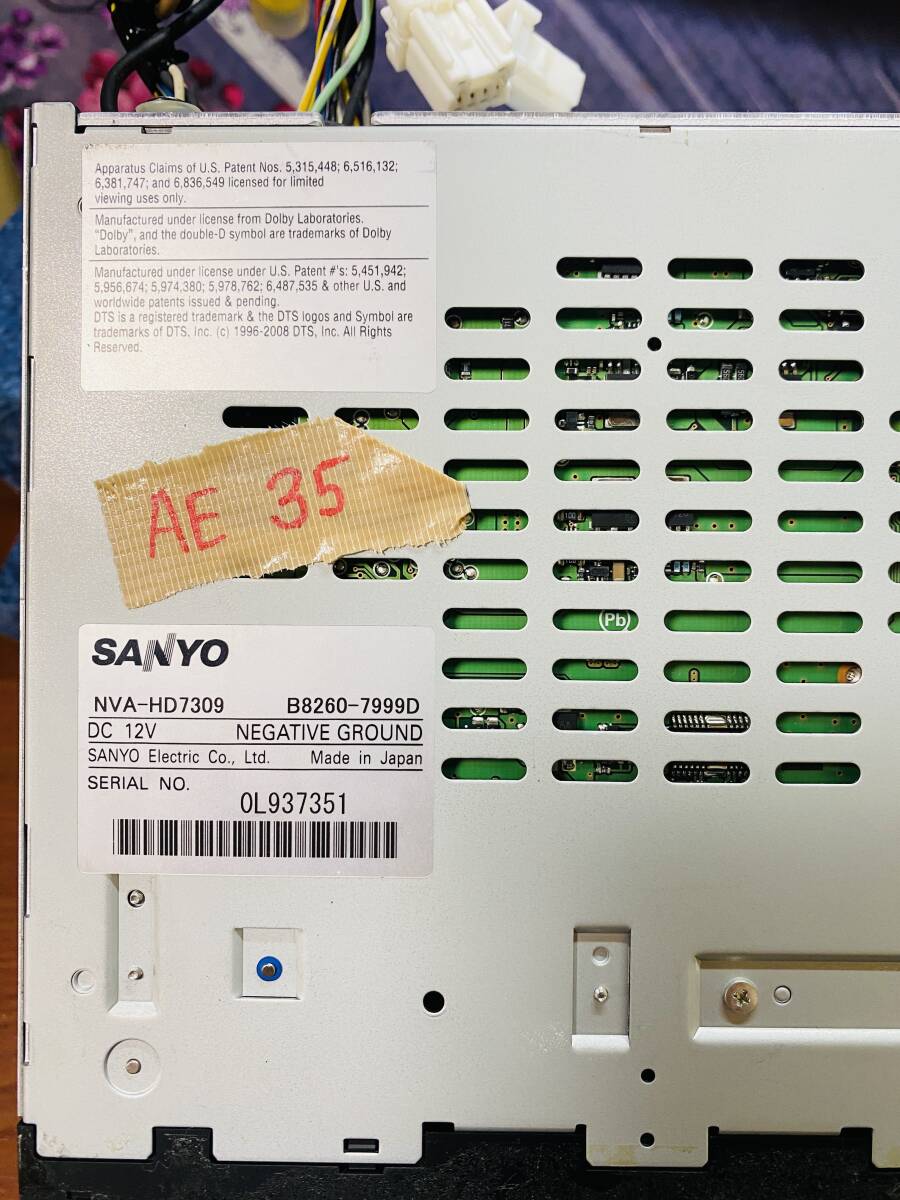 Apparatus Claims of U.S. Patent Nos. 5,315,448; 6,516,132;
6,381,747; and 6,836,549 licensed for limited
viewing uses only.
Manufactured under license from Dolby Laboratories.
“Dolby”, and the double-D symbol are trademarks of Dolby
Laboratories.
Manufactured under license under U.S. Patent #'s: 5,451,942;
5,956,674; 5,974,380; 5,978,762; 6,487,535 & other U.S. and
worldwide patents issued & pending.
DTS is a registered trademark & the DTS logos and Symbol are
trademarks of DTS, Inc. (c) 1996-2008 DTS, Inc. All Rights
Reserved.
AE 35
Pb
SANYO
NVA-HD7309 B8260-7999D
DC 12V NEGATIVE GROUND
SANYO Electric Co., Ltd. Made in Japan
SERIAL NO.
0L937351